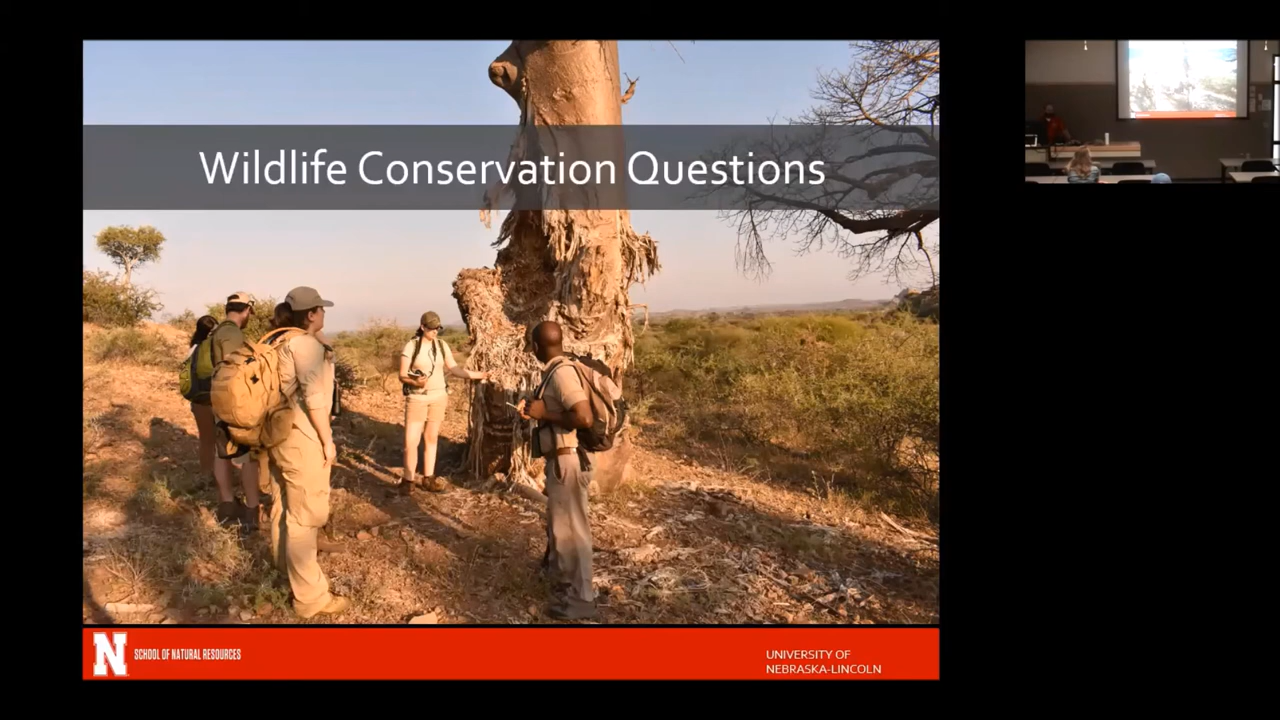 Wildlife Conservation Questions
N
SCHOOL OF NATURAL RESOURCES
UNIVERSITY OF
NEBRASKA-LINCOLN